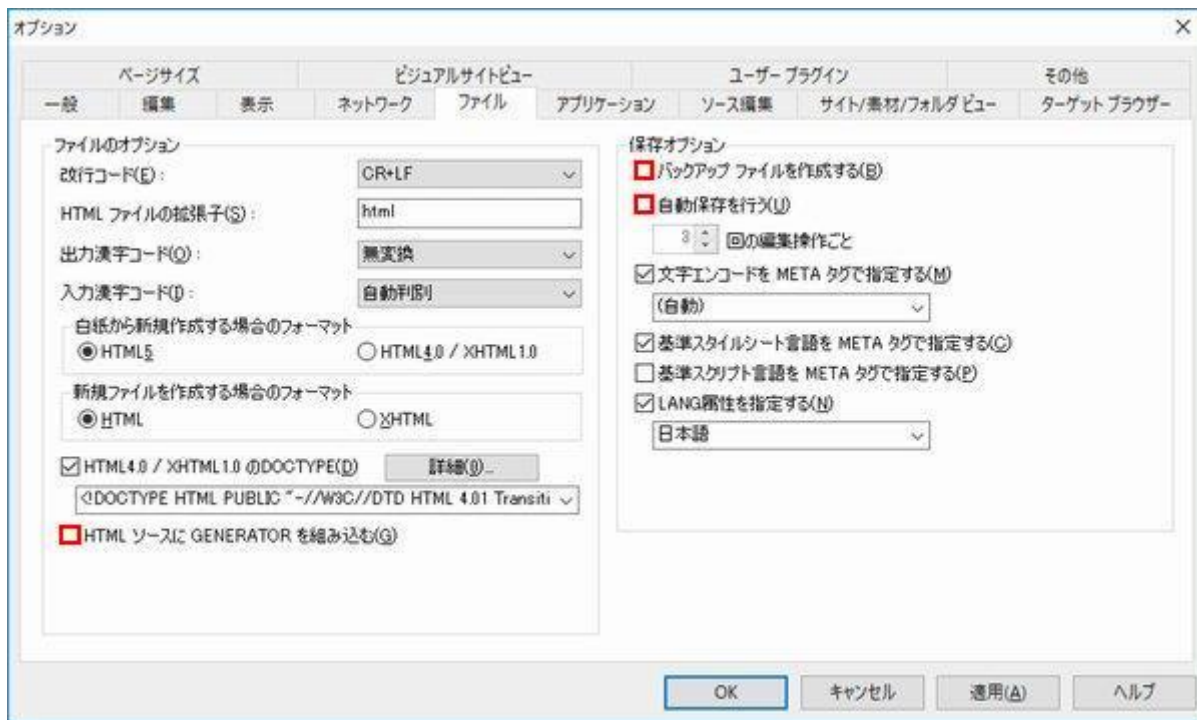 オプション
ページサイズ ビジュアルサイトビュー ユーザー プラグイン その他
一般 編集 表示 ネットワーク ファイル アプリケーション ソース編集 サイト/素材/フォルダ ビュー ターゲット ブラウザー
ファイルのオプション
改行コード(E):
CR+LF
HTML ファイルの拡張子(S):
html
出力漢字コード(O):
無変換
入力漢字コード(I):
自動判別
白紙から新規作成する場合のフォーマット
HTML5 HTML4.0 / XHTML1.0
新規ファイルを作成する場合のフォーマット
HTML XHTML
HTML4.0 / XHTML1.0 のDOCTYPE(D) 詳細(I)...
<!DOCTYPE HTML PUBLIC "-//W3C//DTD HTML 4.01 Transiti
HTML ソースに GENERATOR を組み込む(G)
保存オプション
バックアップ ファイルを作成する(B)
自動保存を行う(U)
3 回の編集操作ごと
文字エンコードを META タグで指定する(M)
(自動)
基準スタイルシート言語を META タグで指定する(C)
基準スクリプト言語を META タグで指定する(P)
LANG属性を指定する(N)
日本語
OK キャンセル 適用(A) ヘルプ